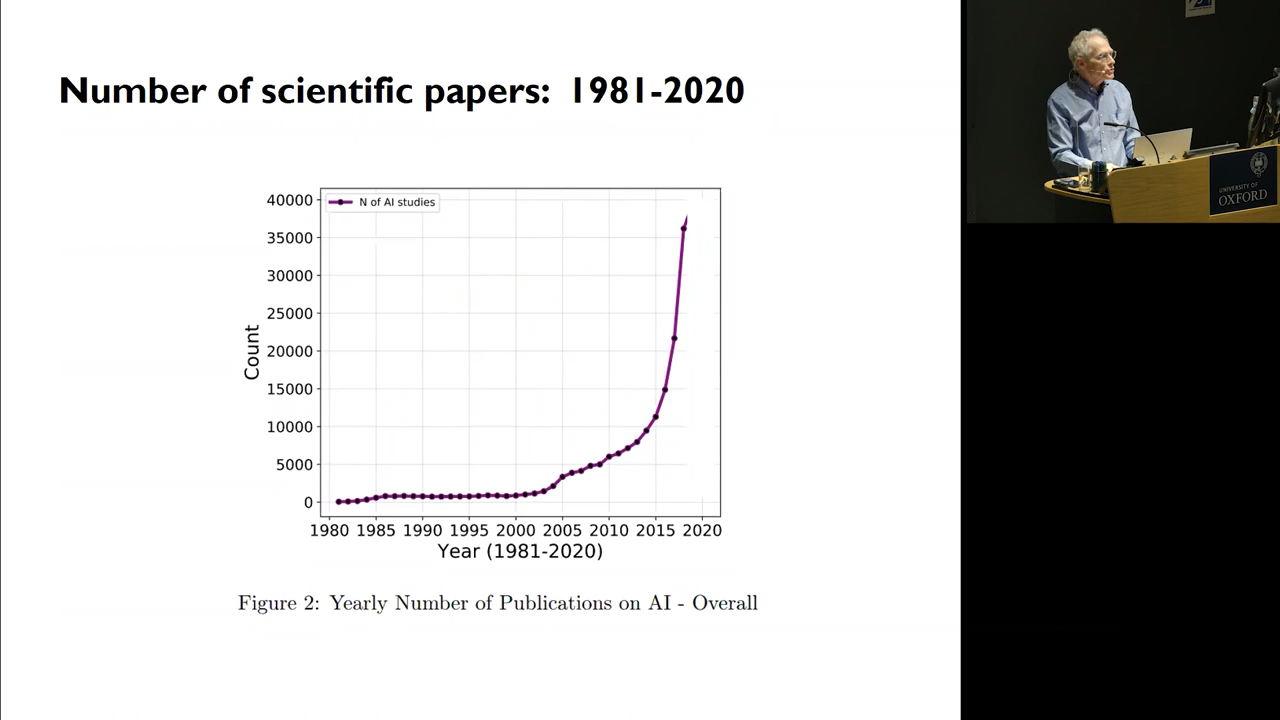 Number of scientific papers: 1981-2020
N of AI studies
40000
35000
30000
25000
20000
15000
10000
5000
0
Count
1980 1985 1990 1995 2000 2005 2010 2015 2020
Year (1981-2020)
Figure 2: Yearly Number of Publications on AI - Overall
UNIVERSITY OF
OXFORD